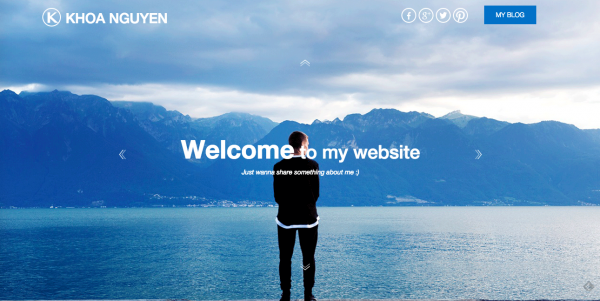 K KHOA NGUYEN
MY BLOG
Welcome to my website
Just wanna share something about me :)